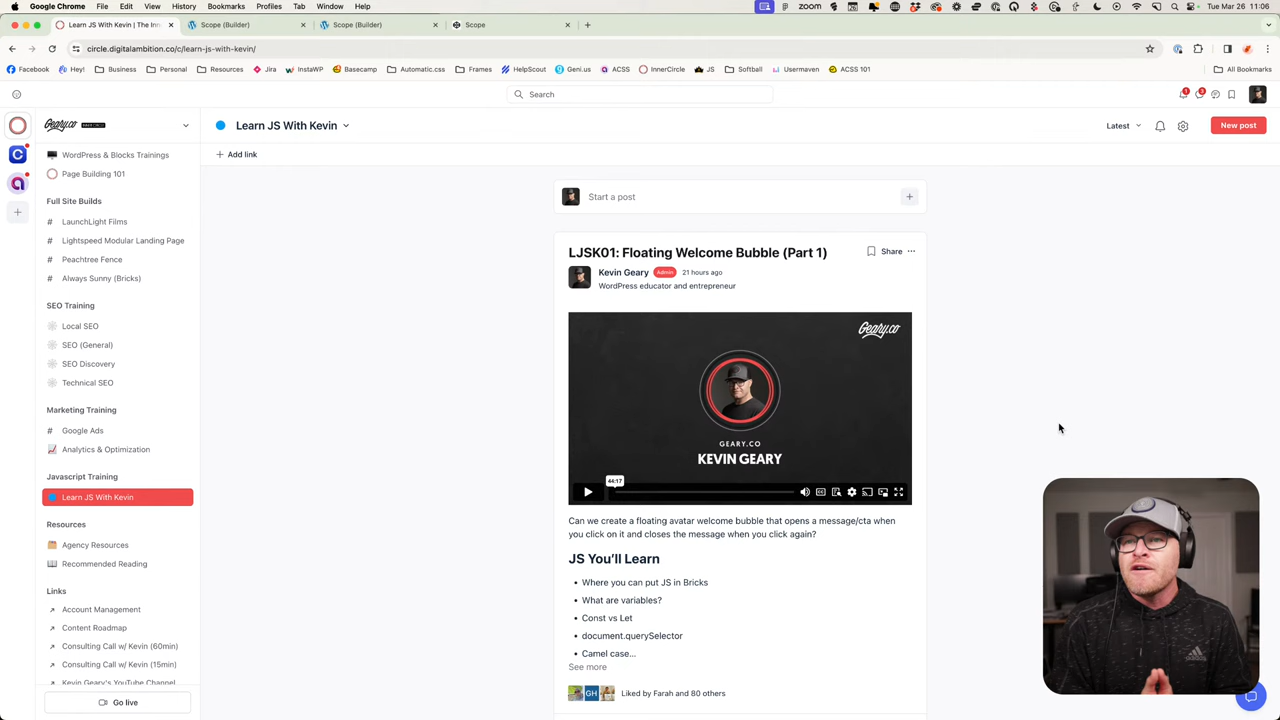 Google Chrome File Edit View History Bookmarks Profiles Tab Window Help
zoom Tue Mar 26 11:06
Learn JS With Kevin | The Inn
Scope (Builder)
Scope (Builder)
Scope
circle.digitalambition.co/c/learn-js-with-kevin/
Facebook Hey! Business Personal Resources Jira InstaWP Basecamp Automatic.css Frames HelpScout Geni.us ACSS InnerCircle JS Softball Usermaven ACSS 101 All Bookmarks
Search
Geary.co
Learn JS With Kevin
Latest
New post
Add link
WordPress & Blocks Trainings
Page Building 101
Full Site Builds
LaunchLight Films
Lightspeed Modular Landing Page
Peachtree Fence
Always Sunny (Bricks)
SEO Training
Local SEO
SEO (General)
SEO Discovery
Technical SEO
Marketing Training
Google Ads
Analytics & Optimization
Javascript Training
Learn JS With Kevin
Resources
Agency Resources
Recommended Reading
Links
Account Management
Content Roadmap
Consulting Call w/ Kevin (60min)
Consulting Call w/ Kevin (15min)
Kevin Geary's YouTube Channel
Go live
Start a post
LJSK01: Floating Welcome Bubble (Part 1)
Share
Kevin Geary Admin 21 hours ago
WordPress educator and entrepreneur
Geary.co
GEARY.CO
KEVIN GEARY
44:17
Can we create a floating avatar welcome bubble that opens a message/cta when
you click on it and closes the message when you click again?
JS You'll Learn
• Where you can put JS in Bricks
• What are variables?
• Const vs Let
• document.querySelector
• Camel case...
See more
GH
Liked by Farah and 80 others